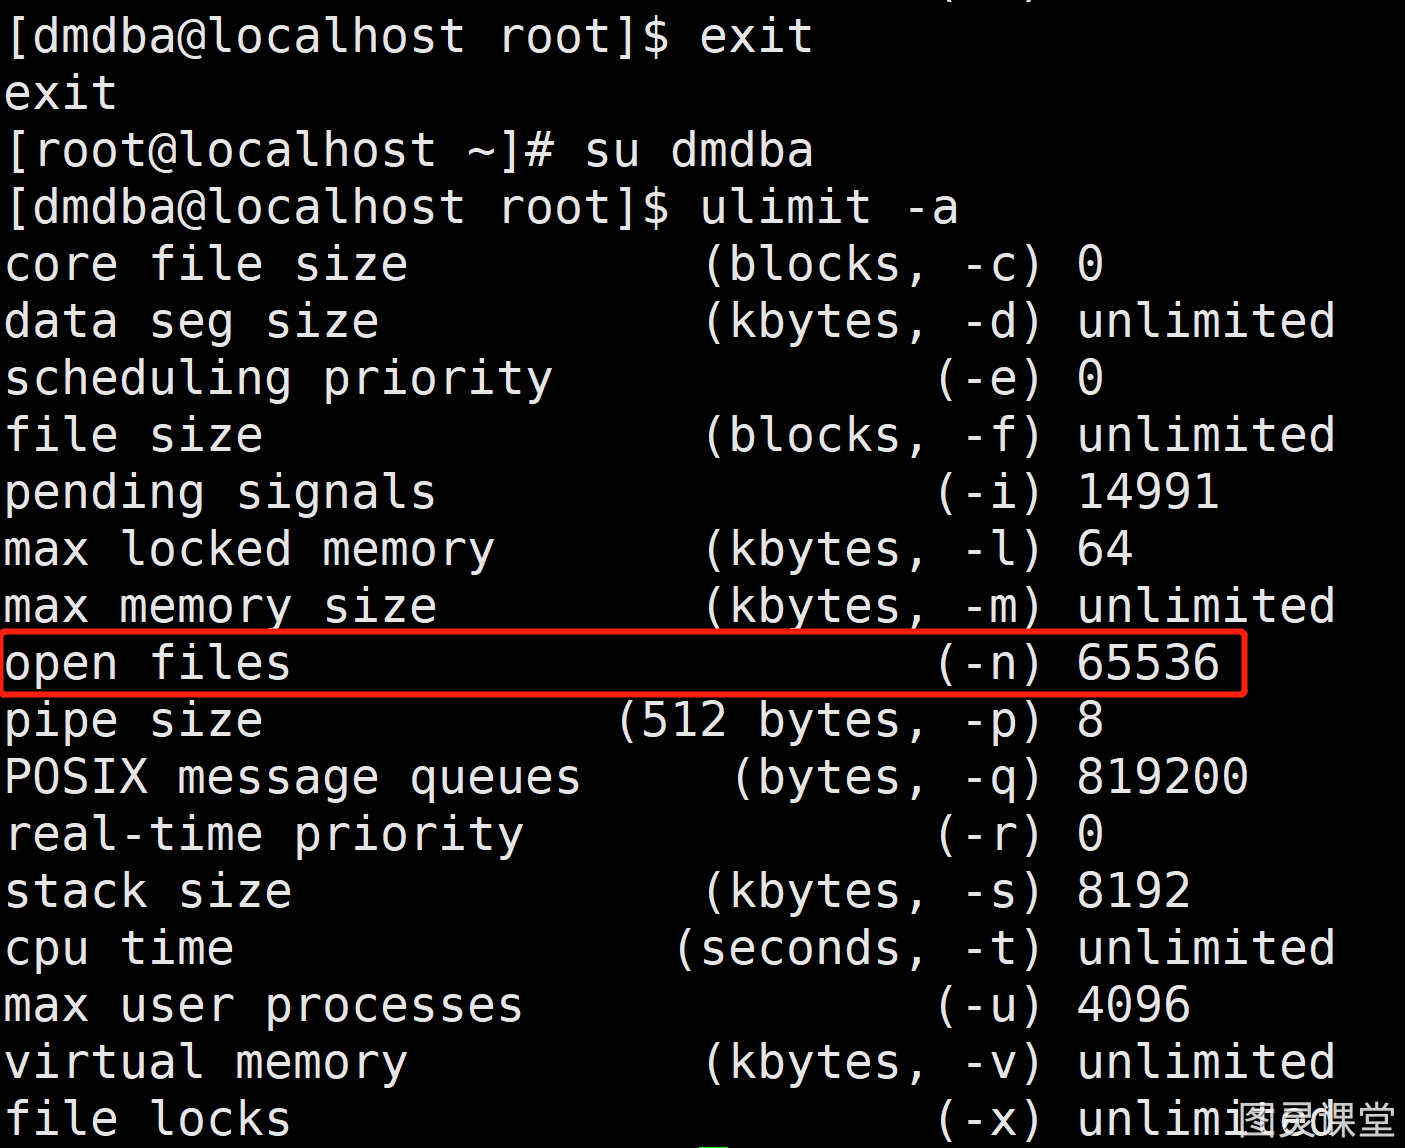 [dmdba@localhost root]$ exit
exit
[root@localhost ~]# su dmdba
[dmdba@localhost root]$ ulimit -a
core file size          (blocks, -c) 0
data seg size           (kbytes, -d) unlimited
scheduling priority             (-e) 0
file size               (blocks, -f) unlimited
pending signals                 (-i) 14991
max locked memory       (kbytes, -l) 64
max memory size         (kbytes, -m) unlimited
open files                      (-n) 65536
pipe size            (512 bytes, -p) 8
POSIX message queues     (bytes, -q) 819200
real-time priority              (-r) 0
stack size              (kbytes, -s) 8192
cpu time               (seconds, -t) unlimited
max user processes              (-u) 4096
virtual memory          (kbytes, -v) unlimited
file locks                      (-x) unlimited
图灵课堂